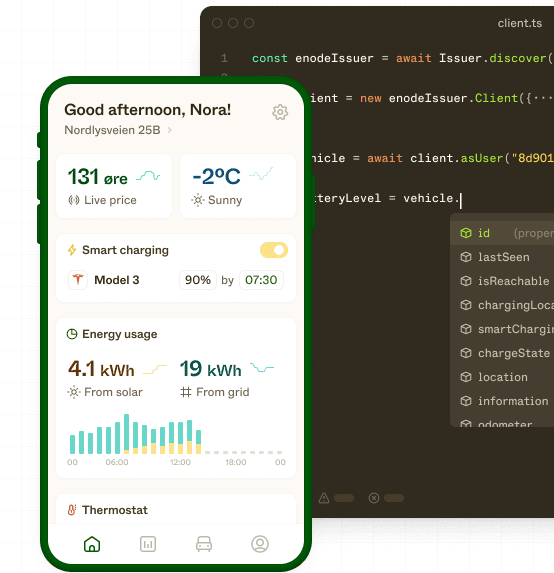 client.ts
1 const enodeIssuer = await Issuer.discover(
ient = new enodeIssuer.Client({···
hicle = await client.asUser("8d901
tteryLevel = vehicle.
id (proper
lastSeen
isReachable
chargingLoca
smartChargin
chargeState
location
information
odometer
Good afternoon, Nora!
Nordlysveien 25B
131 øre
Live price
-2°C
Sunny
Smart charging
Model 3 90% by 07:30
Energy usage
4.1 kWh
From solar
19 kWh
From grid
00 06:00 12:00 18:00 00
Thermostat